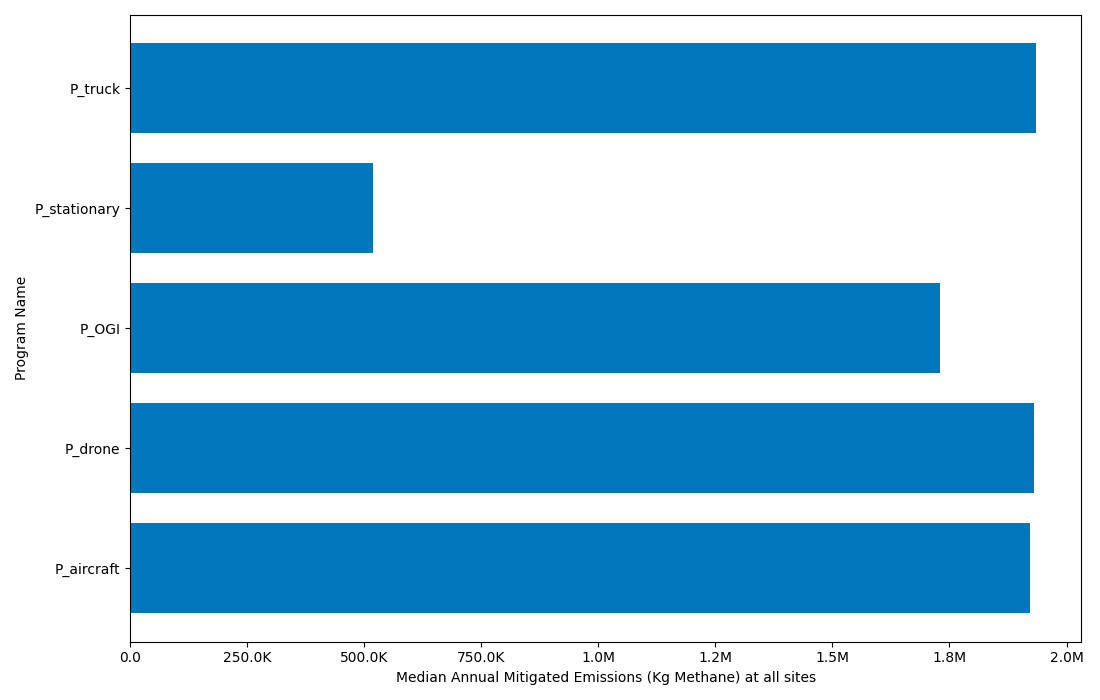 P_truck
P_stationary
P_OGI
P_drone
P_aircraft
Program Name
0.0 250.0K 500.0K 750.0K 1.0M 1.2M 1.5M 1.8M 2.0M
Median Annual Mitigated Emissions (Kg Methane) at all sites